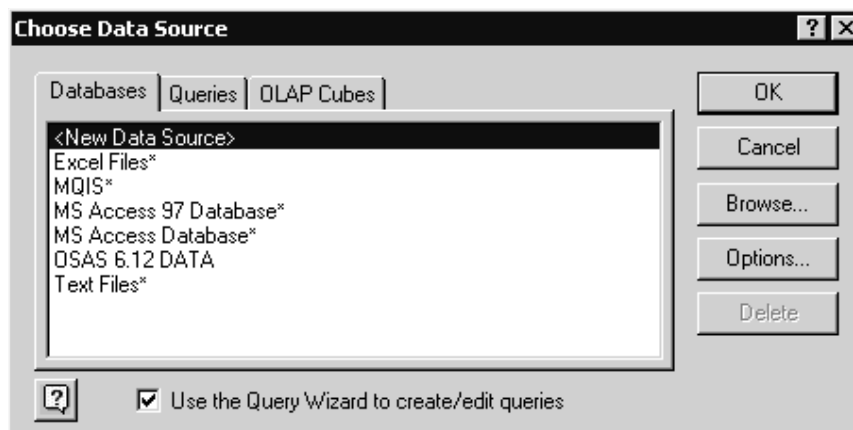 Choose Data Source
Databases Queries OLAP Cubes
<New Data Source>
Excel Files*
MQIS*
MS Access 97 Database*
MS Access Database*
OSAS 6.12 DATA
Text Files*
OK
Cancel
Browse...
Options...
Delete
Use the Query Wizard to create/edit queries